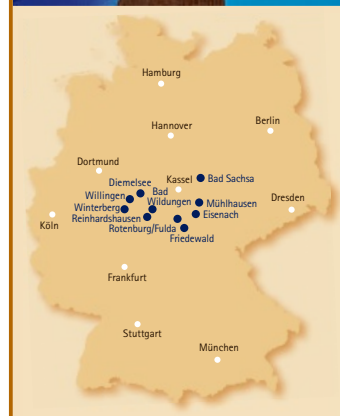 Hamburg
Berlin
Hannover
Dortmund
Kassel
Bad Sachsa
Diemelsee
Willingen
Bad
Wildungen
Winterberg
Mühlhausen
Dresden
Reinhardshausen
Eisenach
Köln
Rotenburg/Fulda
Friedewald
Frankfurt
Stuttgart
München